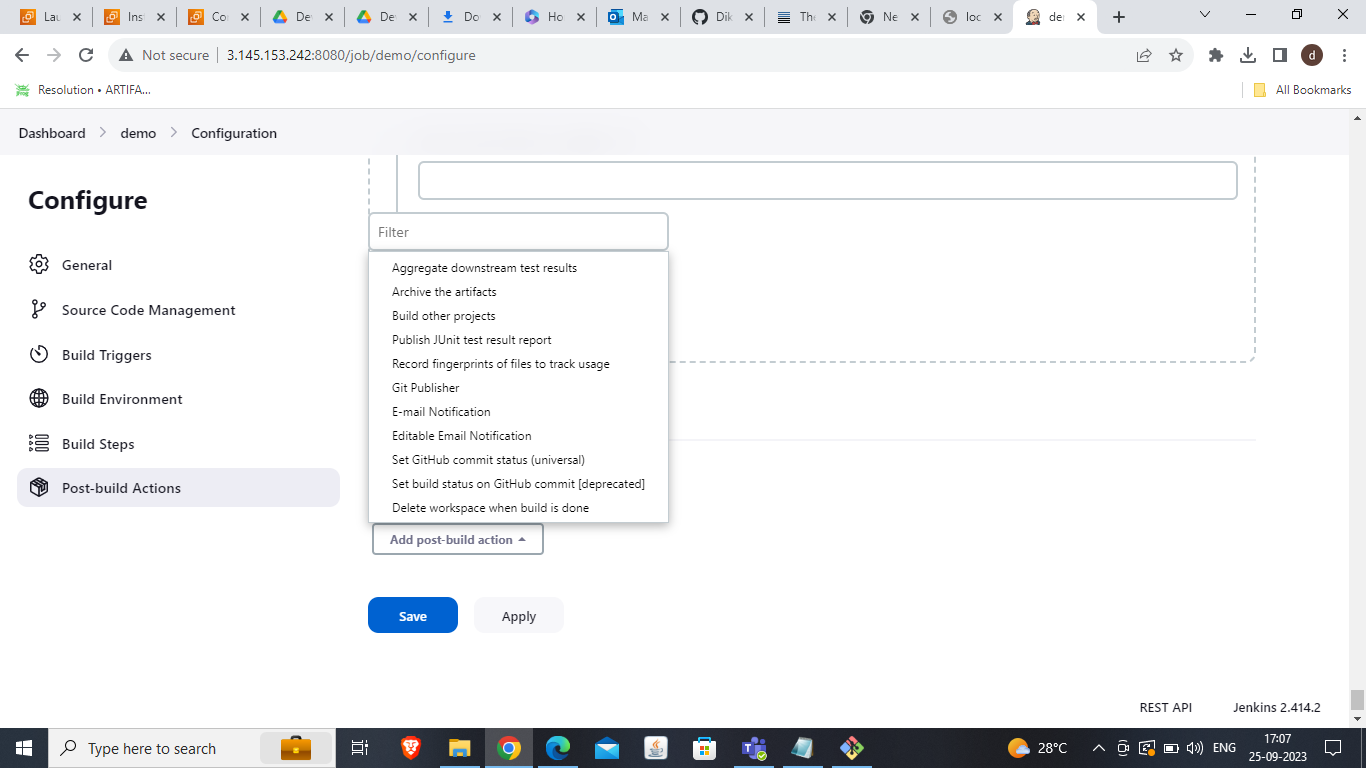 Lau
Inst
Co
De
De
Do
Ho
Ma
Dik
The
Ne
loc
de
Not secure
3.145.153.242:8080/job/demo/configure
d
Resolution • ARTIFA...
All Bookmarks
Dashboard
demo
Configuration
Configure
General
Source Code Management
Build Triggers
Build Environment
Build Steps
Post-build Actions
Filter
Aggregate downstream test results
Archive the artifacts
Build other projects
Publish JUnit test result report
Record fingerprints of files to track usage
Git Publisher
E-mail Notification
Editable Email Notification
Set GitHub commit status (universal)
Set build status on GitHub commit [deprecated]
Delete workspace when build is done
Add post-build action
Save
Apply
REST API
Jenkins 2.414.2
Type here to search
28°C
ENG
17:07
25-09-2023